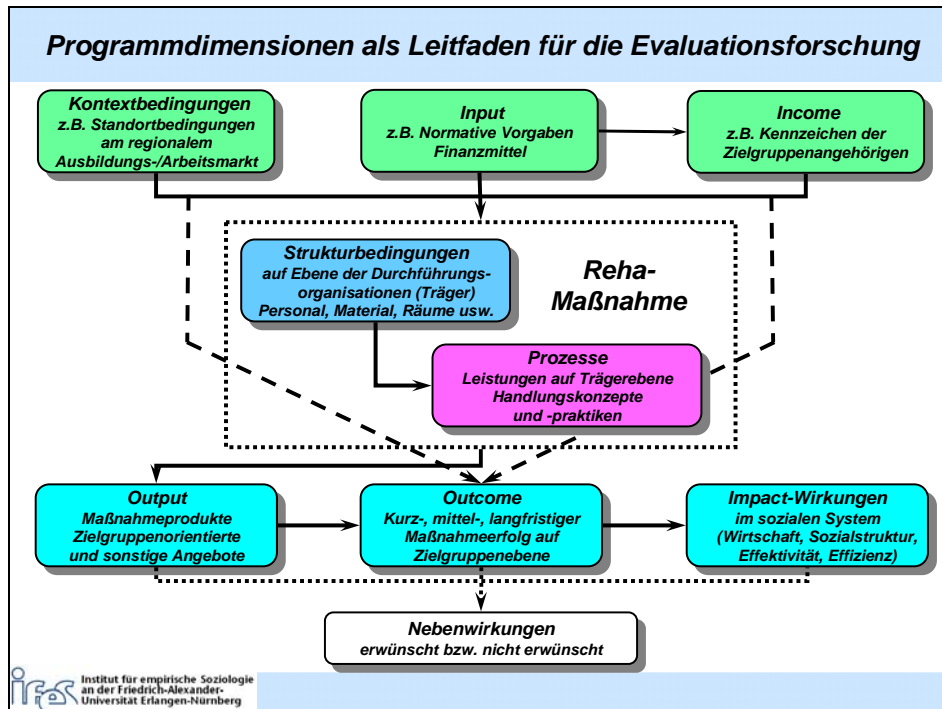 Programmdimensionen als Leitfaden für die Evaluationsforschung
Kontextbedingungen
z.B. Standortbedingungen
am regionalem
Ausbildungs-/Arbeitsmarkt
Input
z.B. Normative Vorgaben
Finanzmittel
Income
z.B. Kennzeichen der
Zielgruppenangehörigen
Strukturbedingungen
auf Ebene der Durchführungs-
organisationen (Träger)
Personal, Material, Räume usw.
Reha-
Maßnahme
Prozesse
Leistungen auf Trägerebene
Handlungskonzepte
und -praktiken
Output
Maßnahmeprodukte
Zielgruppenorientierte
und sonstige Angebote
Outcome
Kurz-, mittel-, langfristiger
Maßnahmeerfolg auf
Zielgruppenebene
Impact-Wirkungen
im sozialen System
(Wirtschaft, Sozialstruktur,
Effektivität, Effizienz)
Nebenwirkungen
erwünscht bzw. nicht erwünscht
ifes
Institut für empirische Soziologie
an der Friedrich-Alexander-
Universität Erlangen-Nürnberg